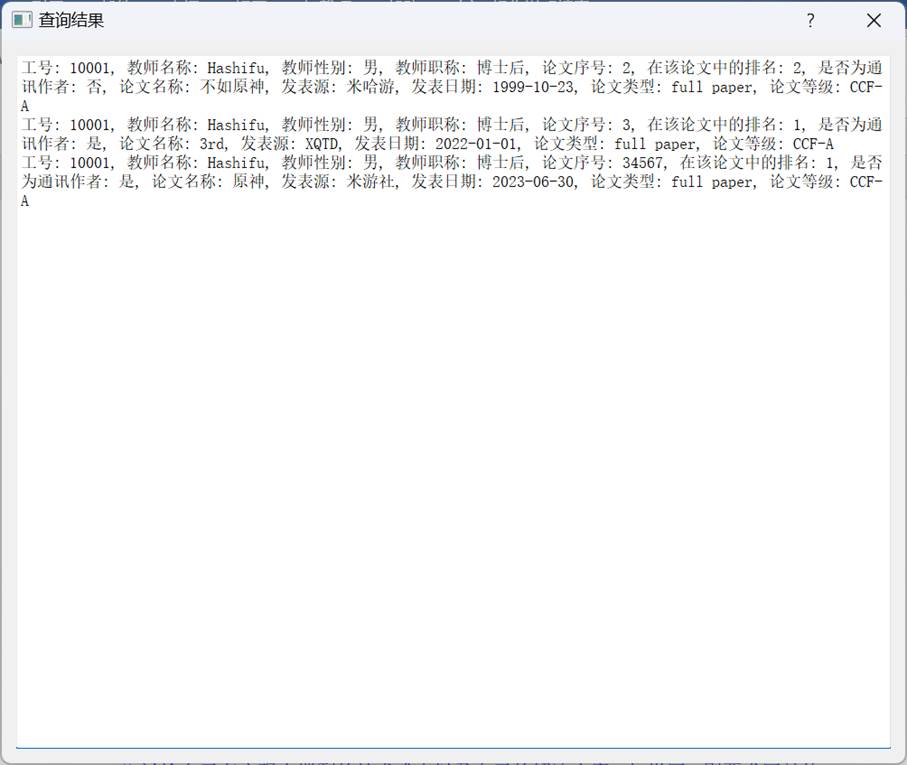 查询结果
工号: 10001, 教师名称: Hashifu, 教师性别: 男, 教师职称: 博士后, 论文序号: 2, 在该论文中的排名: 2, 是否为通
讯作者: 否, 论文名称: 不如原神, 发表源: 米哈游, 发表日期: 1999-10-23, 论文类型: full paper, 论文等级: CCF-
A
工号: 10001, 教师名称: Hashifu, 教师性别: 男, 教师职称: 博士后, 论文序号: 3, 在该论文中的排名: 1, 是否为通
讯作者: 是, 论文名称: 3rd, 发表源: XQTD, 发表日期: 2022-01-01, 论文类型: full paper, 论文等级: CCF-A
工号: 10001, 教师名称: Hashifu, 教师性别: 男, 教师职称: 博士后, 论文序号: 34567, 在该论文中的排名: 1, 是否
为通讯作者: 是, 论文名称: 原神, 发表源: 米游社, 发表日期: 2023-06-30, 论文类型: full paper, 论文等级: CCF-
A